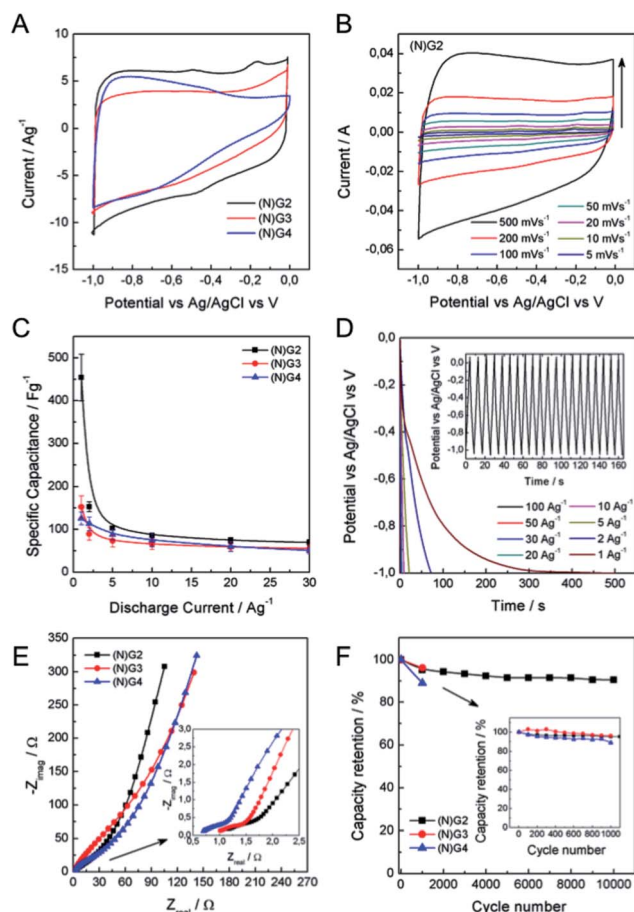 A
15
10
5
0
-5
-10
-15
Current / Ag⁻¹
(N)G2
(N)G3
(N)G4
-1,0 -0,8 -0,6 -0,4 -0,2 0,0
Potential vs Ag/AgCl vs V
B
(N)G2
0,04
0,02
0,00
-0,02
-0,04
-0,06
Current / A
500 mVs⁻¹
200 mVs⁻¹
100 mVs⁻¹
50 mVs⁻¹
20 mVs⁻¹
10 mVs⁻¹
5 mVs⁻¹
-1,0 -0,8 -0,6 -0,4 -0,2 0,0
Potential vs Ag/AgCl vs V
C
500
400
300
200
100
0
Specific Capacitance / Fg⁻¹
(N)G2
(N)G3
(N)G4
0 5 10 15 20 25 30
Discharge Current / Ag⁻¹
D
0,0
-0,2
-0,4
-0,6
-0,8
-1,0
Potential vs Ag/AgCl vs V
0,0
-0,2
-0,4
-0,6
-0,8
-1,0
Potential vs Ag/AgCl vs V
0 20 40 60 80 100 120 140 160
Time / s
100 Ag⁻¹
50 Ag⁻¹
30 Ag⁻¹
20 Ag⁻¹
10 Ag⁻¹
5 Ag⁻¹
2 Ag⁻¹
1 Ag⁻¹
0 100 200 300 400 500
Time / s
E
350
300
250
200
150
100
50
0
-Zimag / Ω
(N)G2
(N)G3
(N)G4
3,0
2,5
2,0
1,5
1,0
0,5
0,0
-Zimag / Ω
0,5 1,0 1,5 2,0 2,5
Zreal / Ω
0 30 60 90 120 150 180 210 240 270
Zreal / Ω
F
100
80
60
40
20
0
Capacity retention / %
100
80
60
40
20
0
Capacity retention / %
0 200 400 600 800 1000
Cycle number
(N)G2
(N)G3
(N)G4
0 2000 4000 6000 8000 10000
Cycle number